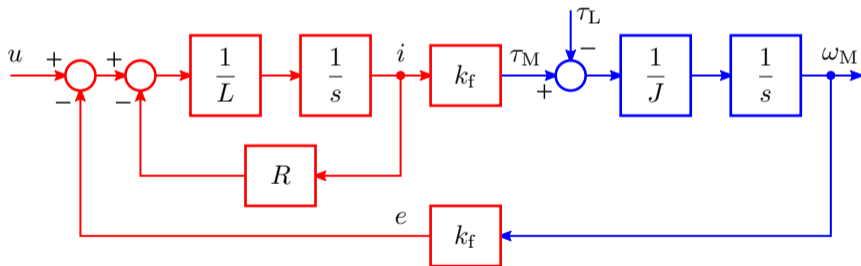 τ_L
u + + 1/L 1/s i k_f τ_M − 1/J 1/s ω_M
− − +
R
e k_f